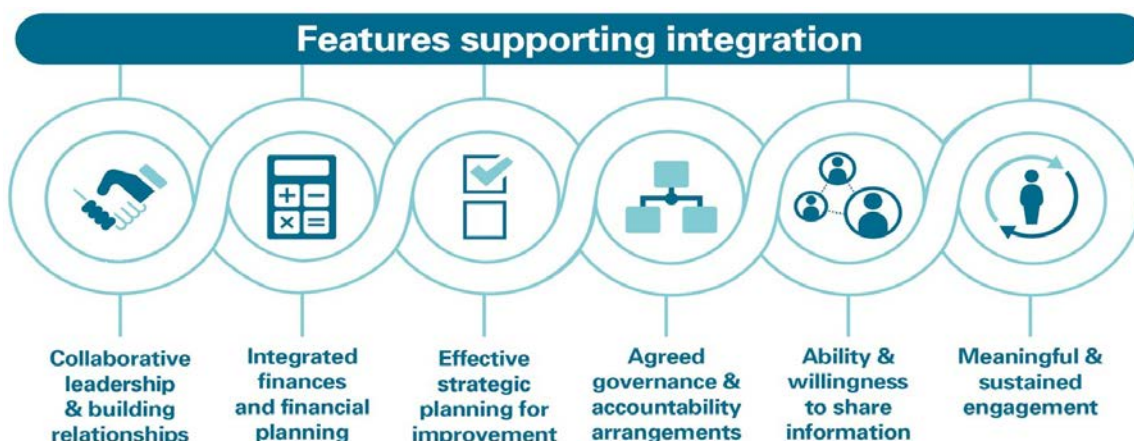 Features supporting integration
Collaborative
leadership
& building
relationships
Integrated
finances
and financial
planning
Effective
strategic
planning for
improvement
Agreed
governance &
accountability
arrangements
Ability &
willingness
to share
information
Meaningful &
sustained
engagement